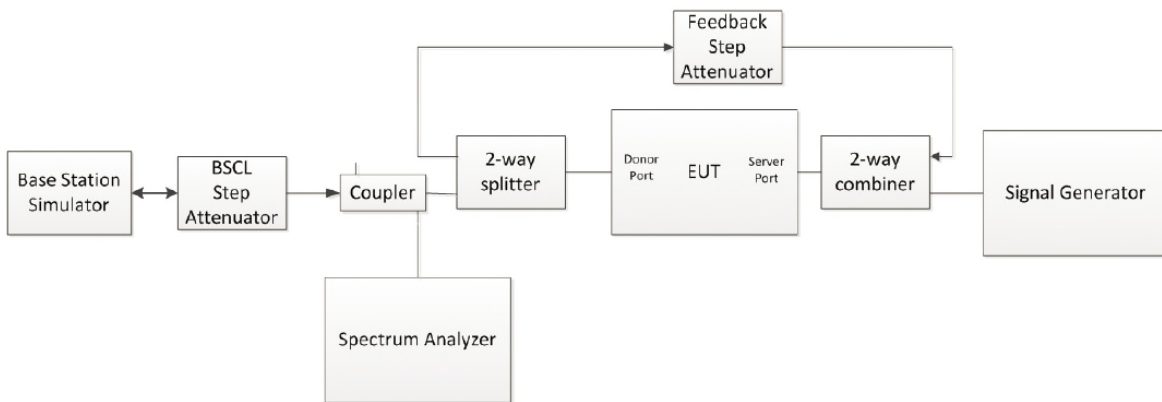 Feedback
Step
Attenuator
Base Station
Simulator
BSCL
Step
Attenuator
Coupler
2-way
splitter
Donor
Port
EUT
Server
Port
2-way
combiner
Signal Generator
Spectrum Analyzer